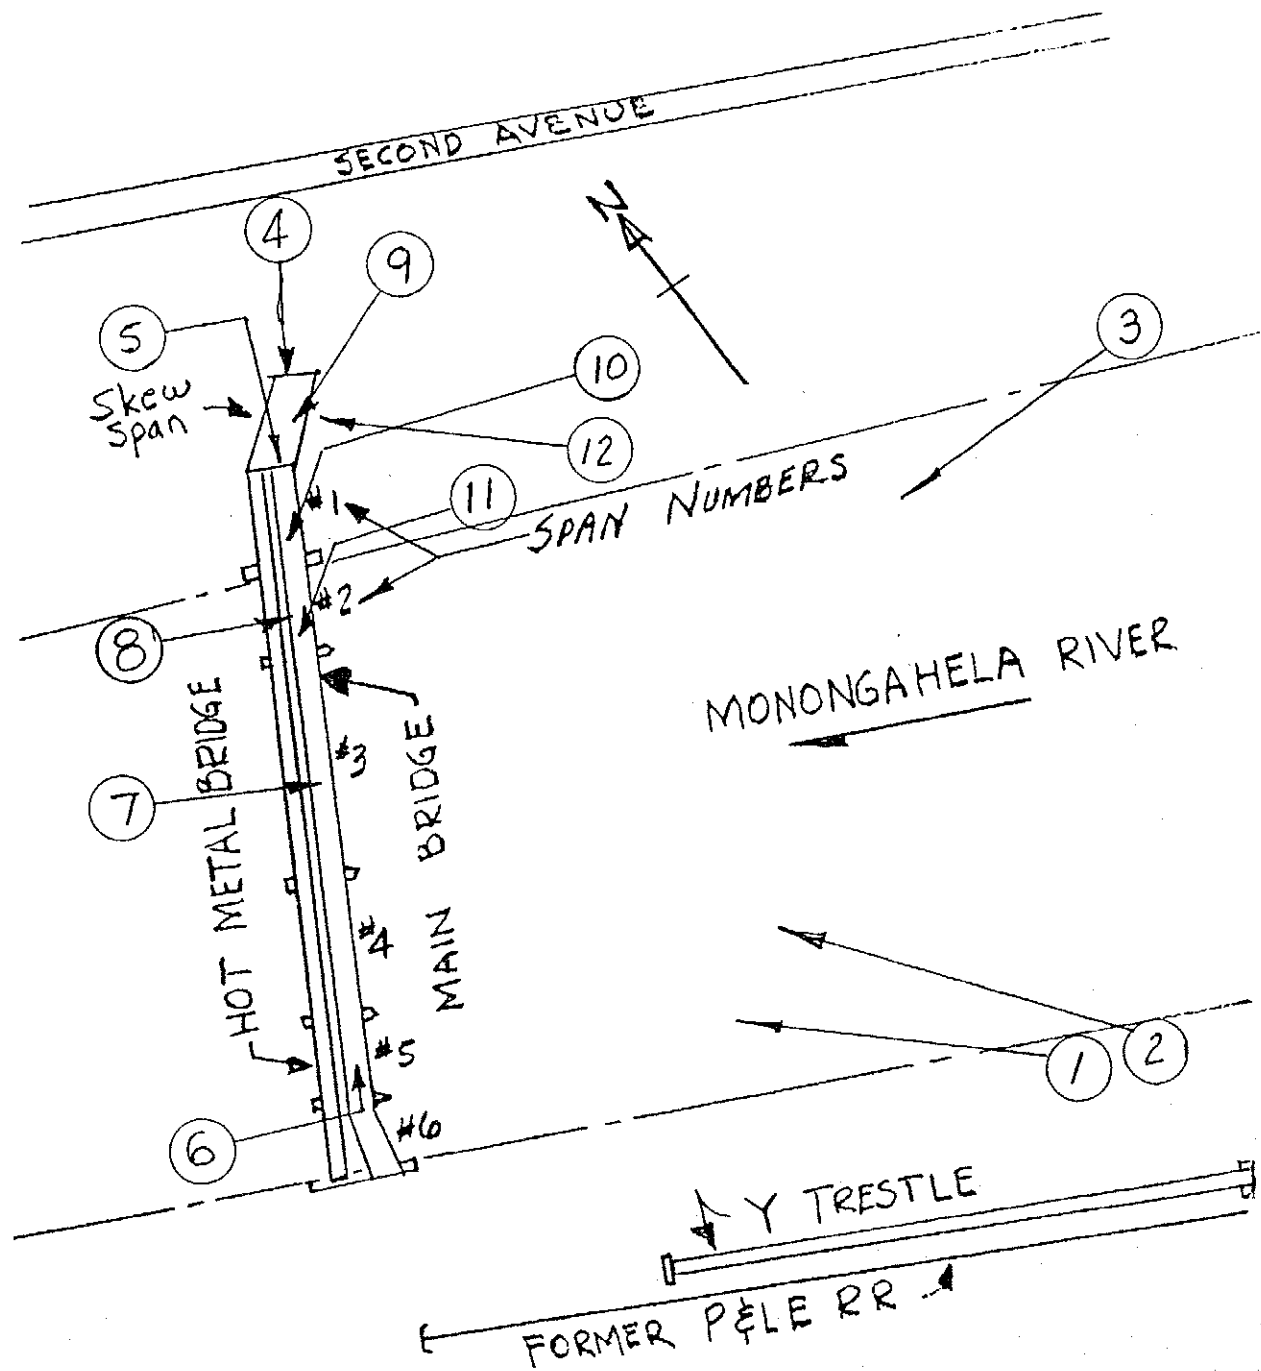 SECOND AVENUE
N
4
9
5
3
10
Skew
Span
12
11
#1
SPAN NUMBERS
#2
8
MONONGAHELA RIVER
#3
7
HOT METAL BRIDGE
MAIN BRIDGE
#4
#5
1
2
6
#6
Y TRESTLE
FORMER P&LE RR